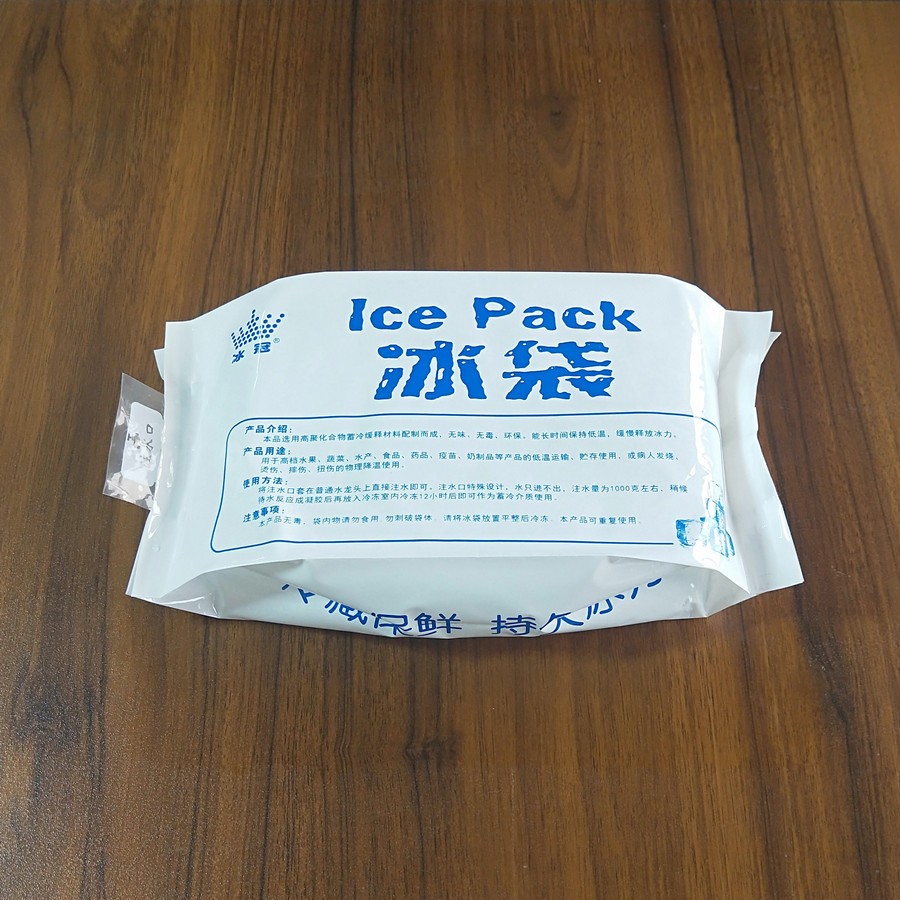 Ice Pack
冰冠®
冰袋
产品介绍：
本品选用高聚化合物蓄冷缓释材料配制而成，无味、无毒、环保，能长时间保持低温，缓慢释放冰力。
产品用途：
用于高档水果、蔬菜、水产、食品，药品、疫苗、奶制品等产品的低温运输、贮存使用，或病人发烧、
烫伤、摔伤、扭伤的物理降温使用．
使用方法：
将注水口套在普通水龙头上直接注水即可。注水口特殊设计，水只进不出，注水量为1000克左右，稍候
待水反应成凝胶后再放入冷冻室内冷冻12小时后即可作为蓄冷介质使用．
注意事项：
本产品无毒，袋内物请勿食用．勿刺破袋体．请将冰袋放置平整后冷冻．本产品可重复使用．
水口
冷藏保鲜 持久冰